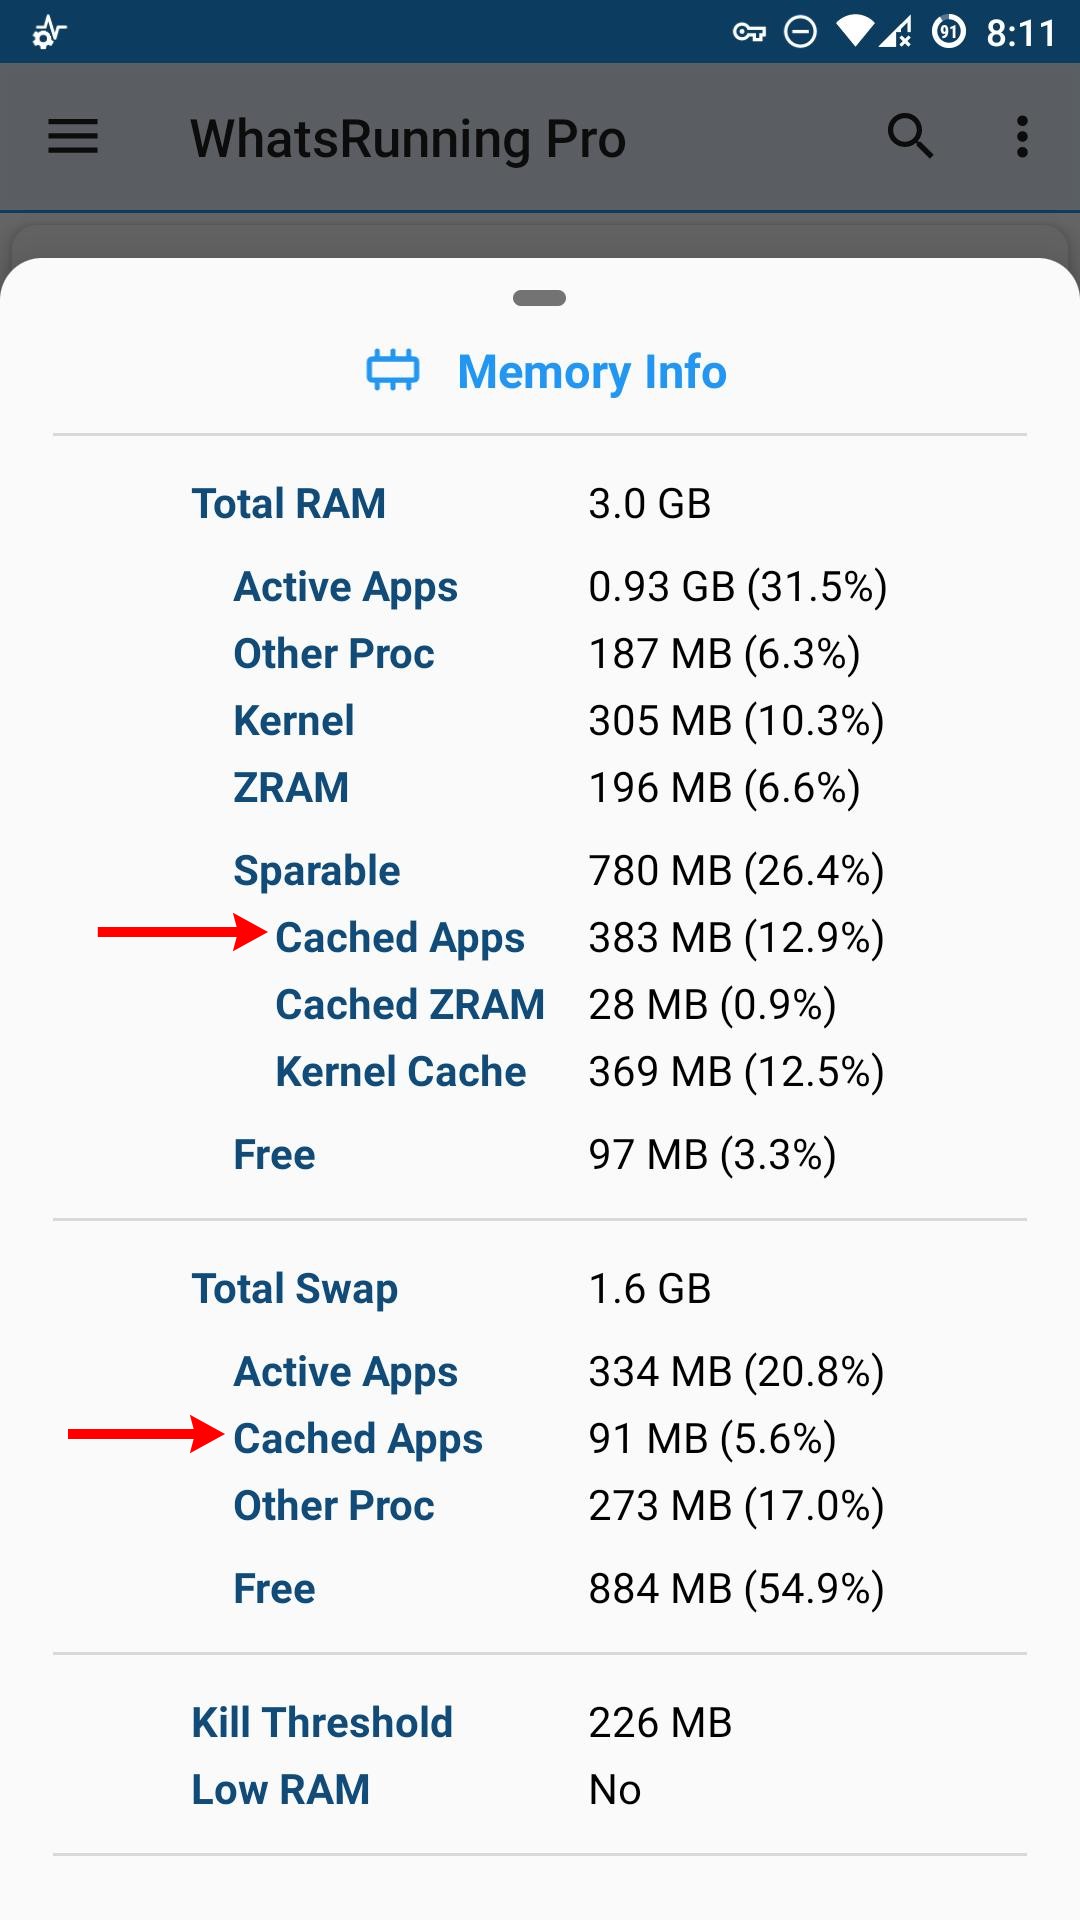 91 8:11
WhatsRunning Pro
Memory Info
Total RAM 3.0 GB
Active Apps 0.93 GB (31.5%)
Other Proc 187 MB (6.3%)
Kernel 305 MB (10.3%)
ZRAM 196 MB (6.6%)
Sparable 780 MB (26.4%)
Cached Apps 383 MB (12.9%)
Cached ZRAM 28 MB (0.9%)
Kernel Cache 369 MB (12.5%)
Free 97 MB (3.3%)
Total Swap 1.6 GB
Active Apps 334 MB (20.8%)
Cached Apps 91 MB (5.6%)
Other Proc 273 MB (17.0%)
Free 884 MB (54.9%)
Kill Threshold 226 MB
Low RAM No